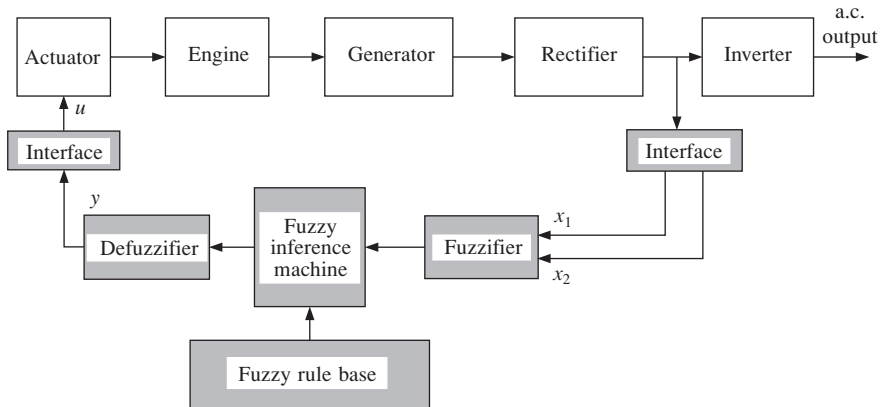 a.c.
output
Actuator
Engine
Generator
Rectifier
Inverter
u
Interface
Interface
y
x1
Defuzzifier
Fuzzy
inference
machine
Fuzzifier
x2
Fuzzy rule base